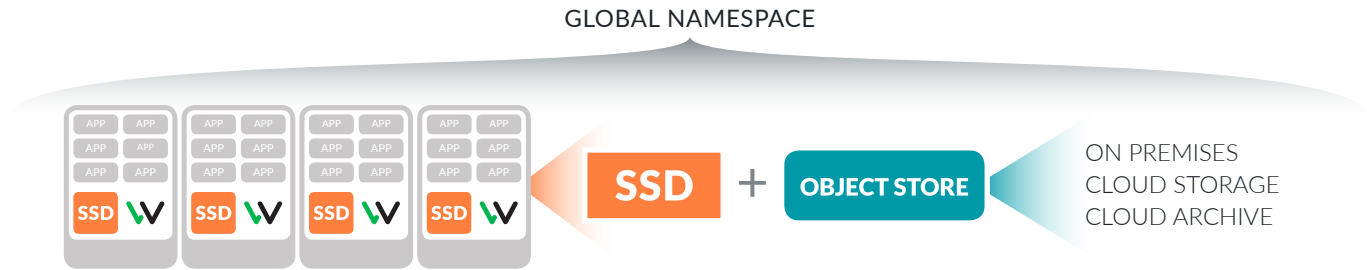 GLOBAL NAMESPACE
APP APP APP APP APP APP APP APP
APP APP APP APP APP APP APP APP
APP APP APP APP APP APP APP APP
SSD SSD SSD SSD
SSD + OBJECT STORE
ON PREMISES
CLOUD STORAGE
CLOUD ARCHIVE